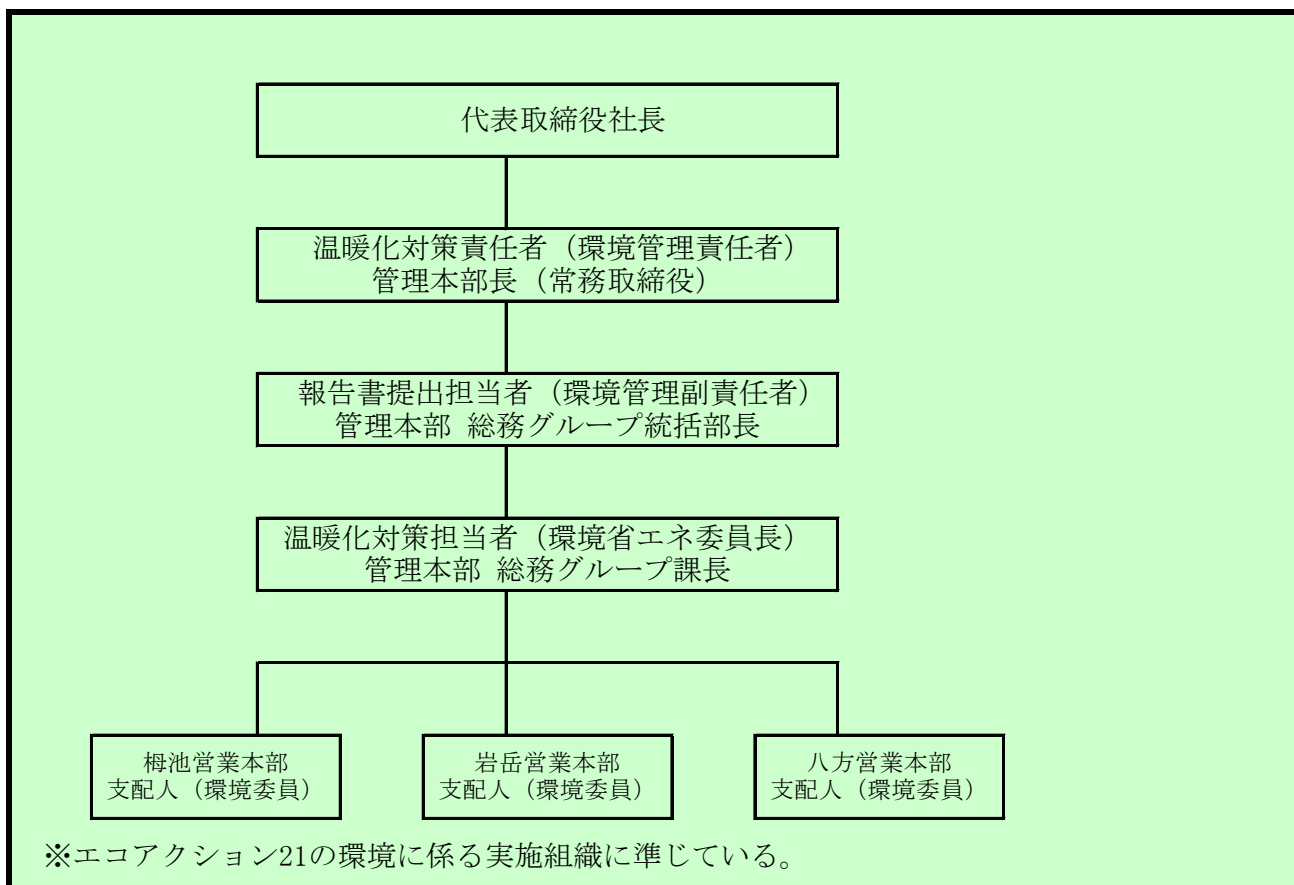 代表取締役社長
温暖化対策責任者（環境管理責任者）
管理本部長（常務取締役）
報告書提出担当者（環境管理副責任者）
管理本部 総務グループ統括部長
温暖化対策担当者（環境省エネ委員長）
管理本部 総務グループ課長
栂池営業本部
支配人（環境委員）
岩岳営業本部
支配人（環境委員）
八方営業本部
支配人（環境委員）
※エコアクション21の環境に係る実施組織に準じている。